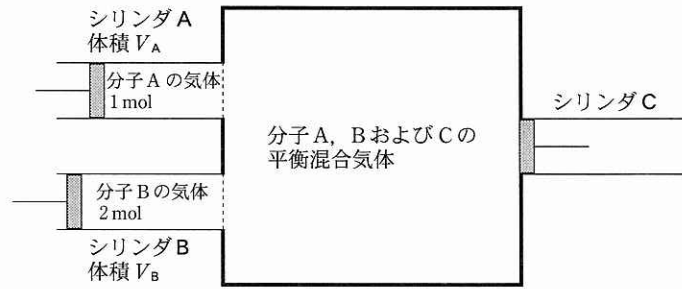 シリンダA
体積 VA
分子Aの気体
1 mol
分子Bの気体
2 mol
シリンダB
体積 VB
分子A, BおよびCの
平衡混合気体
シリンダC